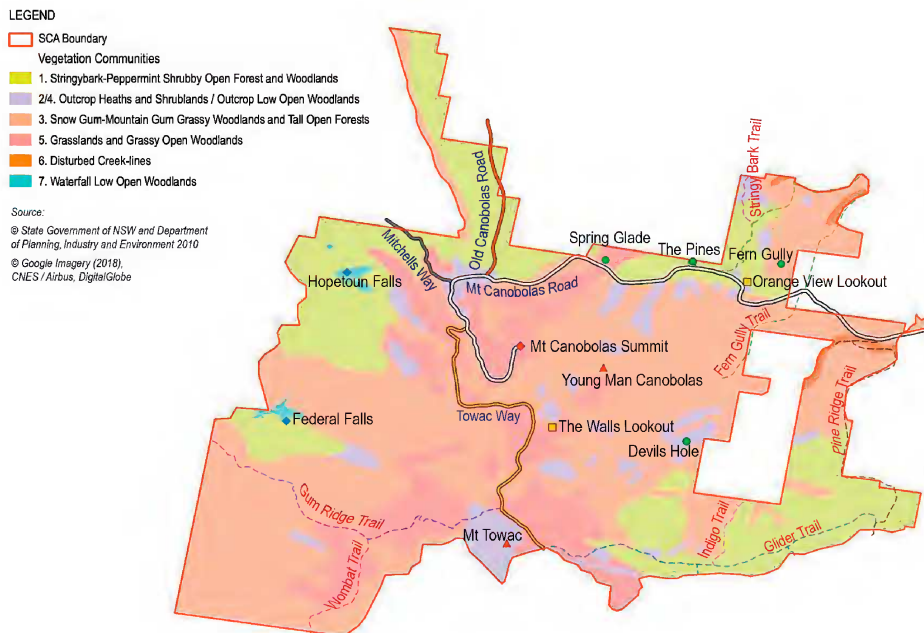 LEGEND
SCA Boundary
Vegetation Communities
1. Stringybark-Peppermint Shrubby Open Forest and Woodlands
2/4. Outcrop Heaths and Shrublands / Outcrop Low Open Woodlands
3. Snow Gum-Mountain Gum Grassy Woodlands and Tall Open Forests
5. Grasslands and Grassy Open Woodlands
6. Disturbed Creek-lines
7. Waterfall Low Open Woodlands
Source:
© State Government of NSW and Department
of Planning, Industry and Environment 2010
© Google Imagery (2018),
CNES / Airbus, DigitalGlobe
Stringy Bark Trail
Old Canobolas Road
Mitchells Way
Spring Glade
The Pines
Fern Gully
Hopetoun Falls
Mt Canobolas Road
Orange View Lookout
Fern Gully Trail
Mt Canobolas Summit
Young Man Canobolas
Pine Ridge Trail
Federal Falls
Towac Way
The Walls Lookout
Devils Hole
Gum Ridge Trail
Mt Towac
Indigo Trail
Glider Trail
Wombat Trail